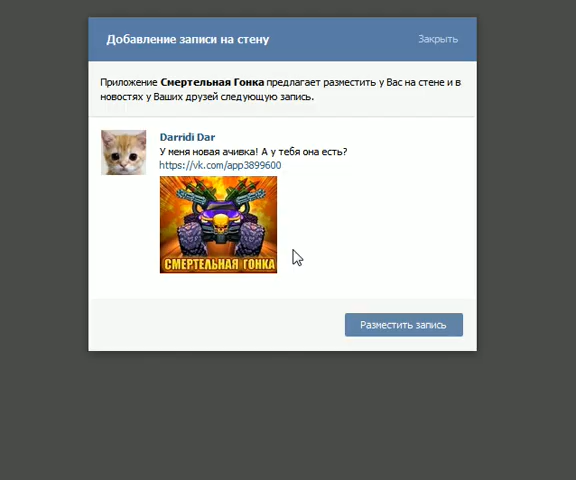 Добавление записи на стену
Закрыть
Приложение Смертельная Гонка предлагает разместить у Вас на стене и в
новостях у Ваших друзей следующую запись.
Darridi Dar
У меня новая ачивка! А у тебя она есть?
https://vk.com/app3899600
СМЕРТЕЛЬНАЯ ГОНКА
Разместить запись